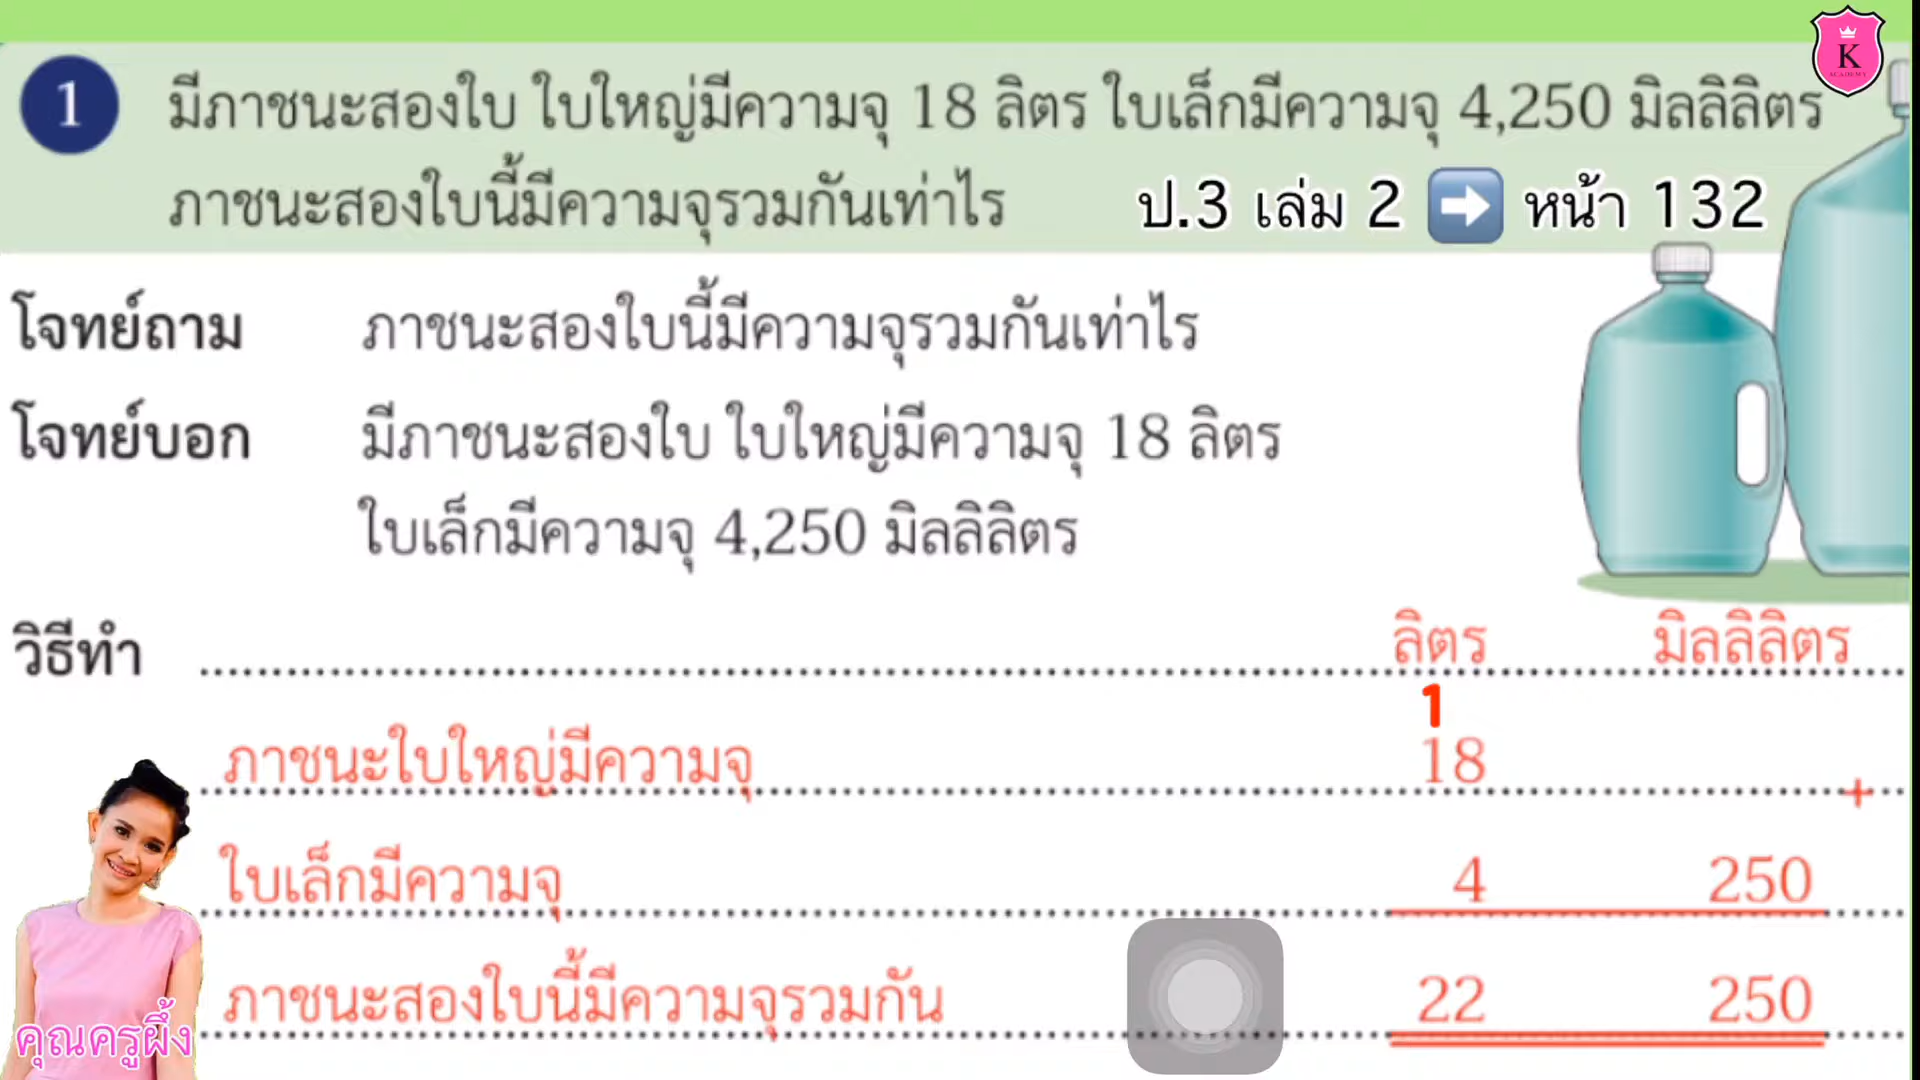 K
ACADEMY
1 มีภาชนะสองใบ ใบใหญ่มีความจุ 18 ลิตร ใบเล็กมีความจุ 4,250 มิลลิลิตร
ภาชนะสองใบนี้มีความจุรวมกันเท่าไร ป.3 เล่ม 2 ➡ หน้า 132
โจทย์ถาม ภาชนะสองใบนี้มีความจุรวมกันเท่าไร
โจทย์บอก มีภาชนะสองใบ ใบใหญ่มีความจุ 18 ลิตร
ใบเล็กมีความจุ 4,250 มิลลิลิตร
วิธีทำ ลิตร มิลลิลิตร
1
ภาชนะใบใหญ่มีความจุ 18 +
ใบเล็กมีความจุ 4 250
ภาชนะสองใบนี้มีความจุรวมกัน 22 250
คุณครูผึ้ง